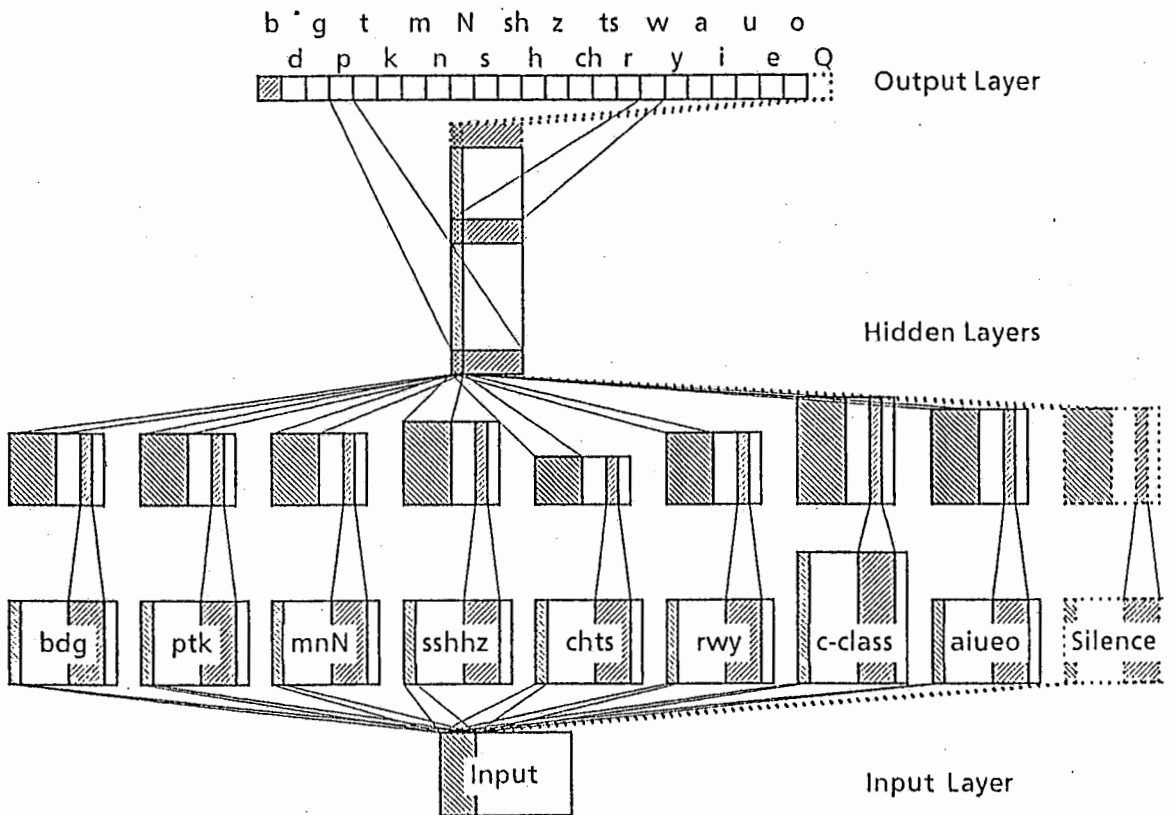 b g t m N sh z ts w a u o
d p k n s h ch r y i e Q
Output Layer
Hidden Layers
bdg ptk mnN sshhz chts rwy c-class aiueo Silence
Input
Input Layer